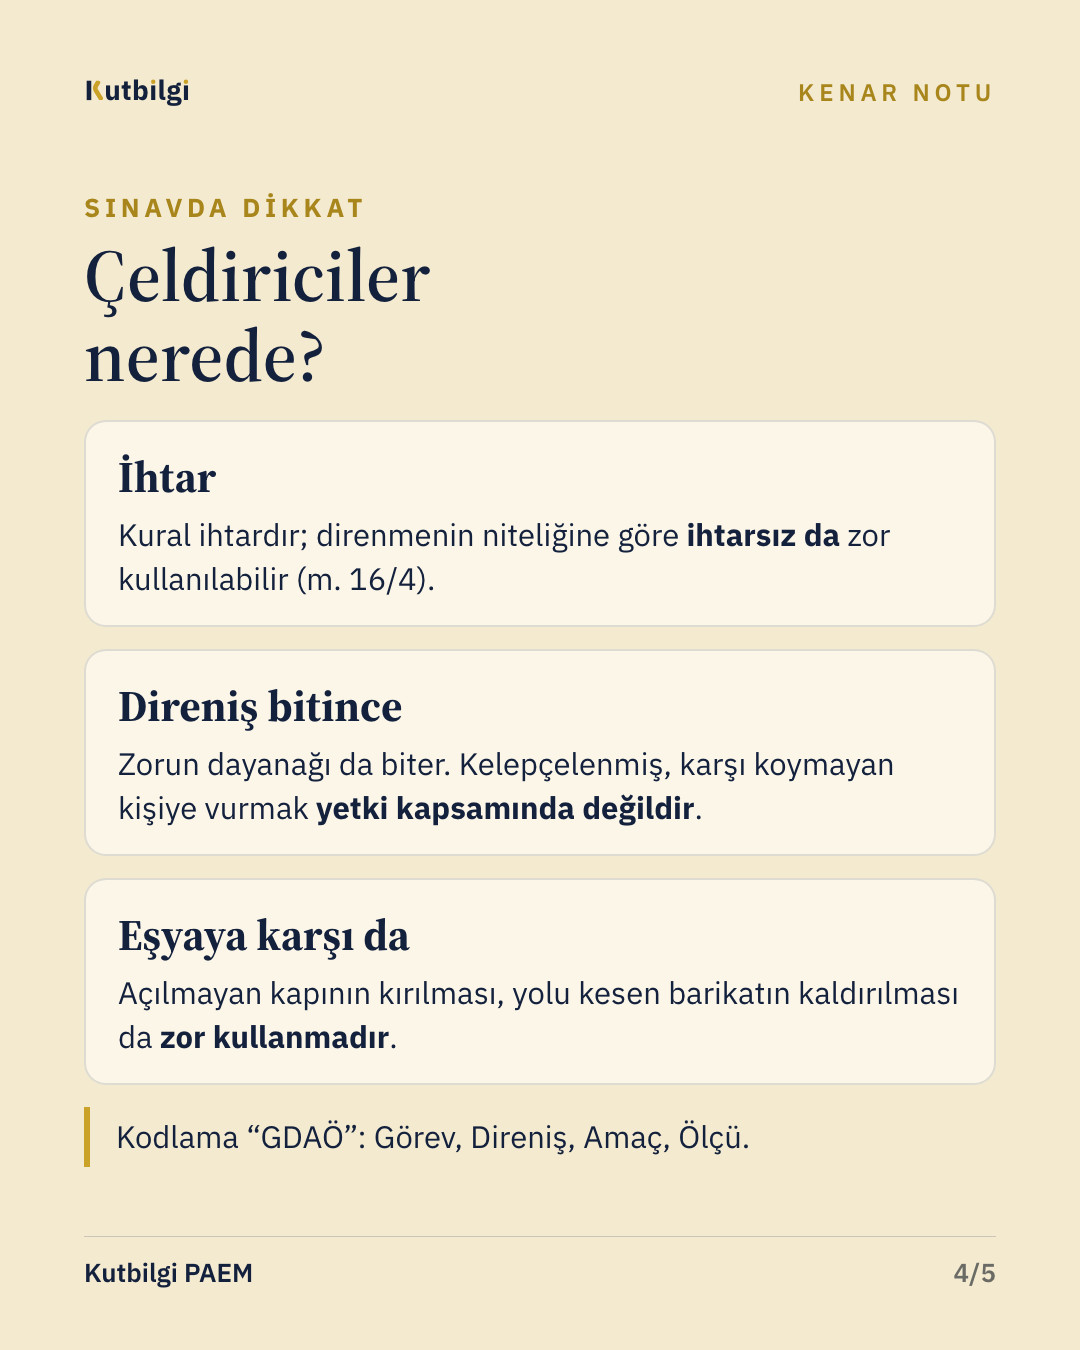 Kutbilgi
KENAR NOTU
SINAVDA DİKKAT
Çeldiriciler
nerede?
İhtar
Kural ihtardır; direnmenin niteliğine göre ihtarsız da zor
kullanılabilir (m. 16/4).
Direniş bitince
Zorun dayanağı da biter. Kelepçelenmiş, karşı koymayan
kişiye vurmak yetki kapsamında değildir.
Eşyaya karşı da
Açılmayan kapının kırılması, yolu kesen barikatın kaldırılması
da zor kullanmadır.
Kodlama “GDAÖ”: Görev, Direniş, Amaç, Ölçü.
Kutbilgi PAEM
4/5